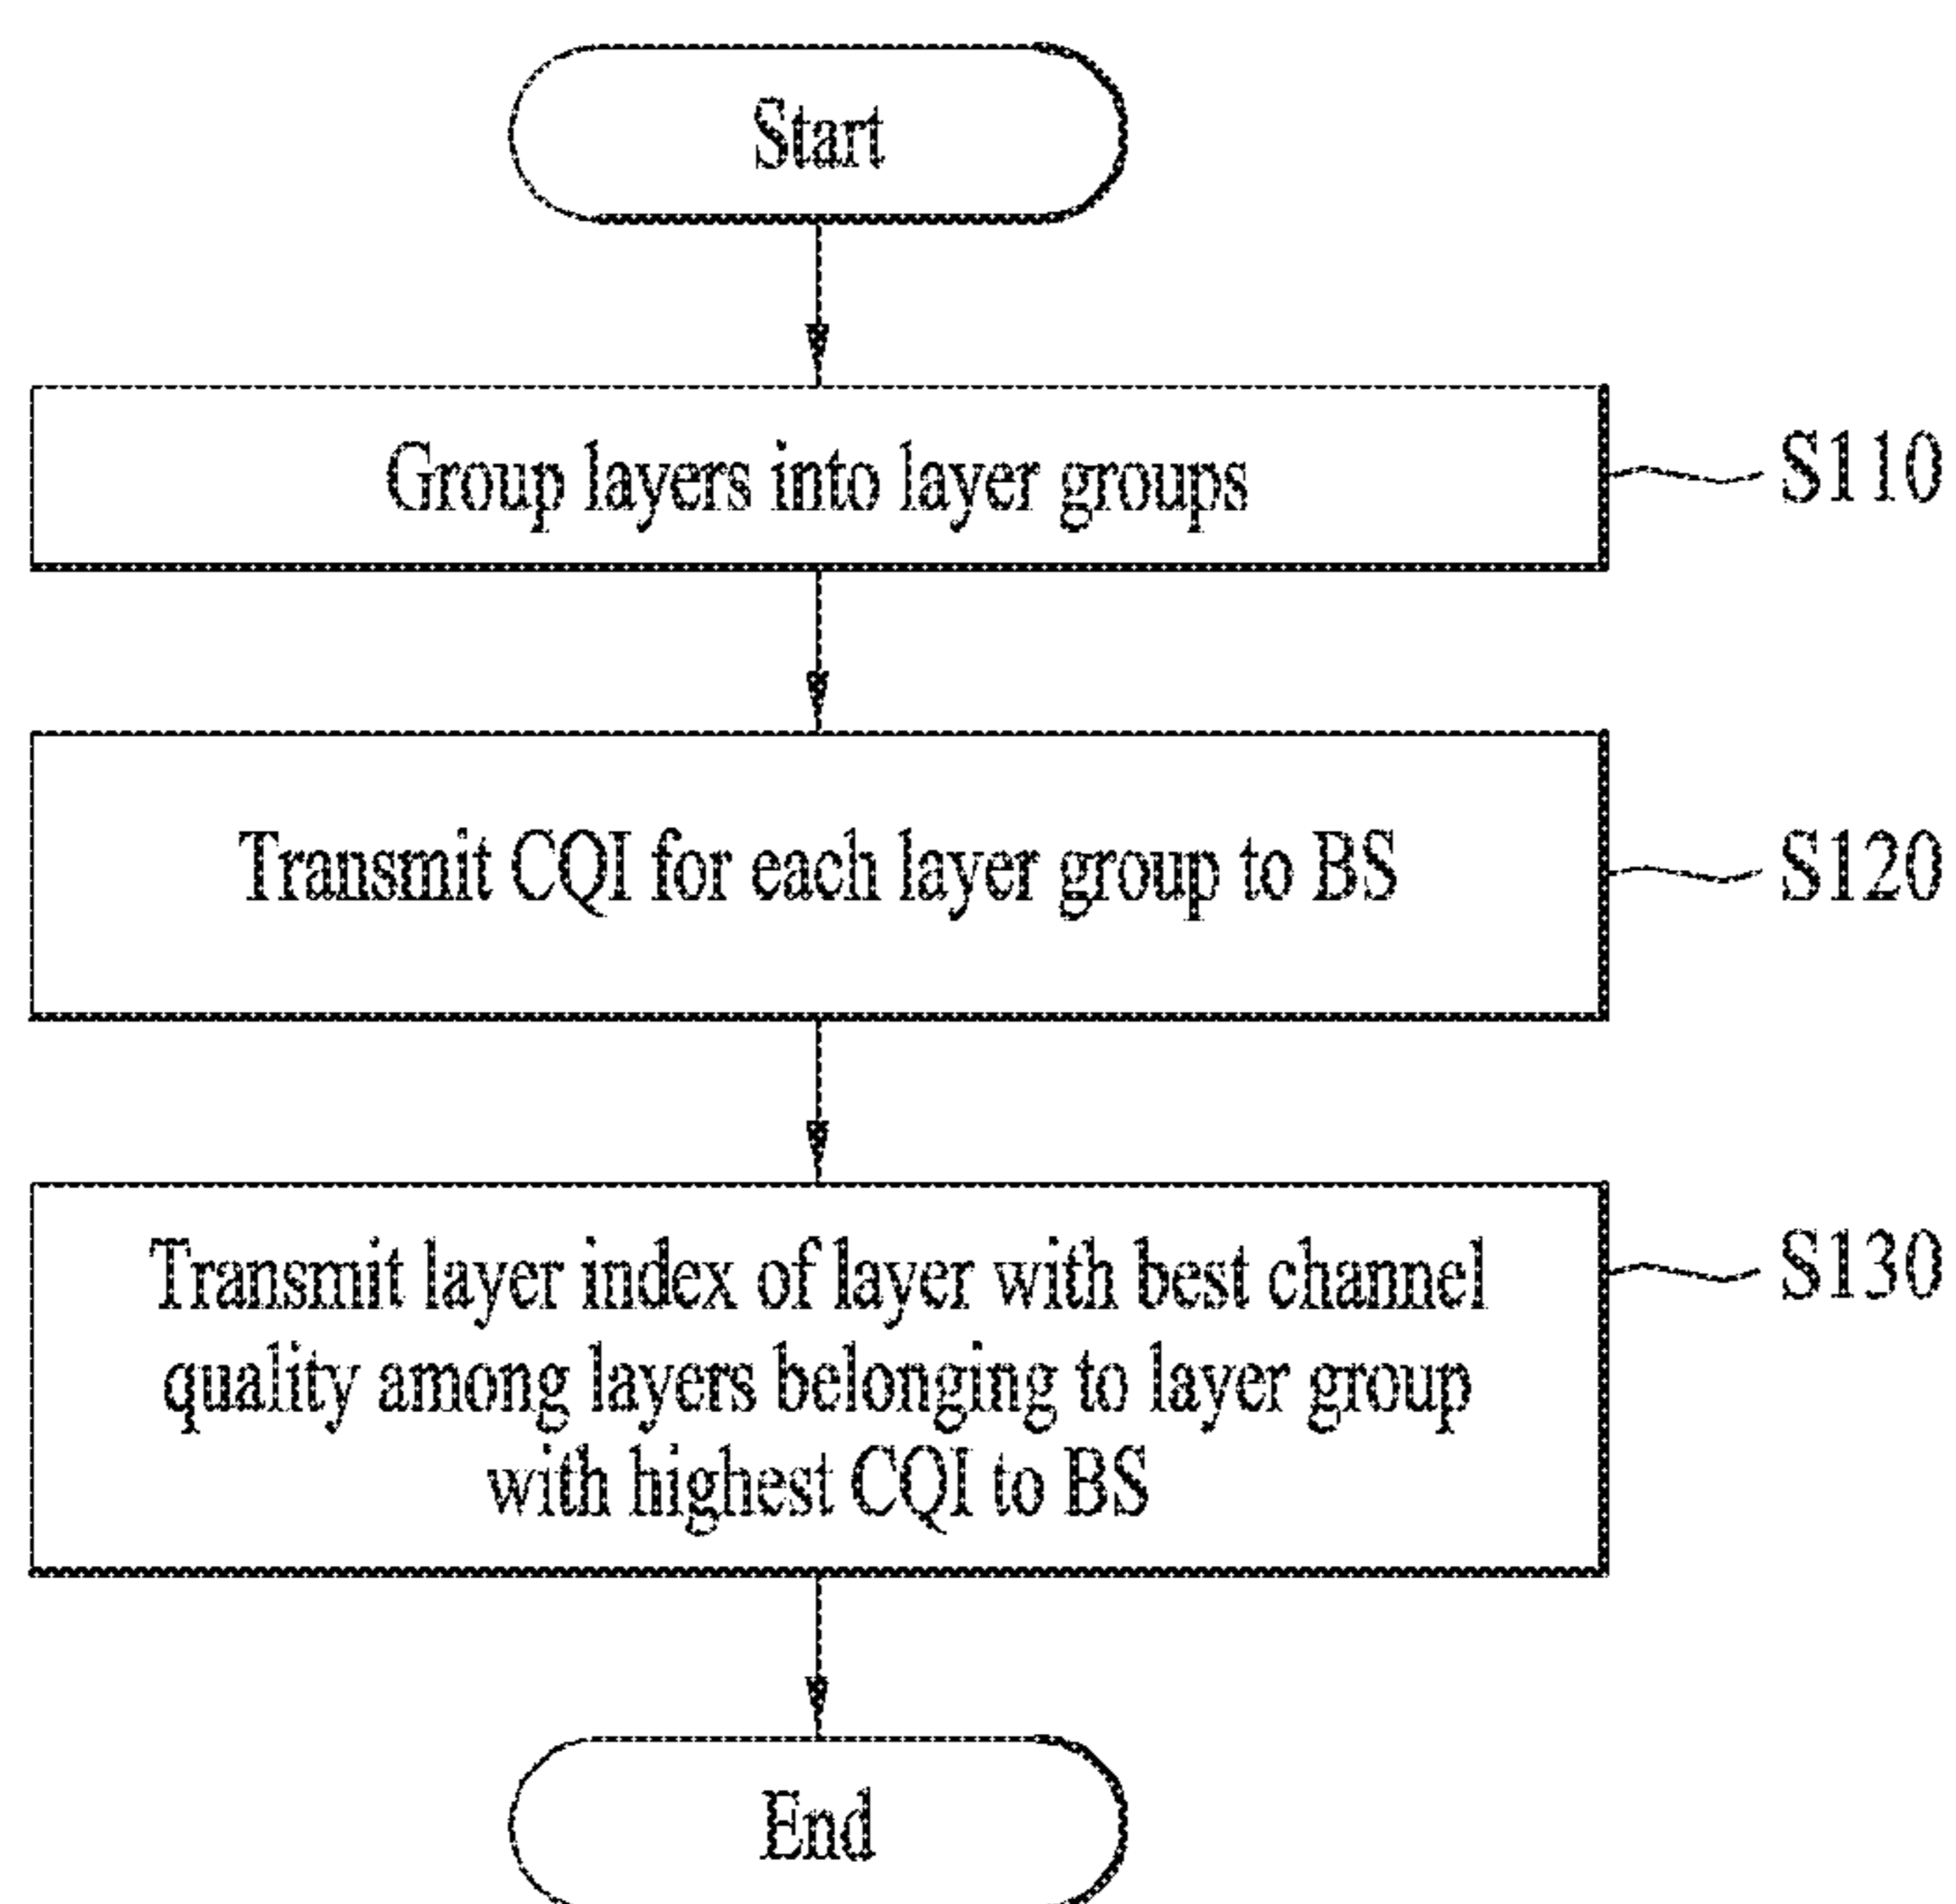 Start
Group layers into layer groups
S110
Transmit CQI for each layer group to BS
S120
Transmit layer index of layer with best channel
quality among layers belonging to layer group
with highest CQI to BS
S130
End